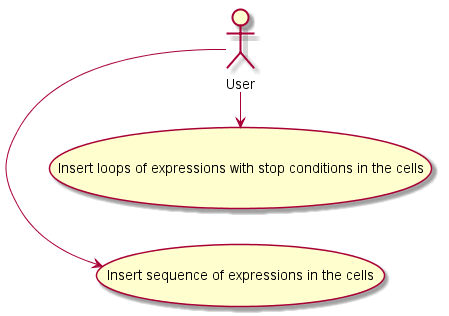 User
Insert loops of expressions with stop conditions in the cells
Insert sequence of expressions in the cells